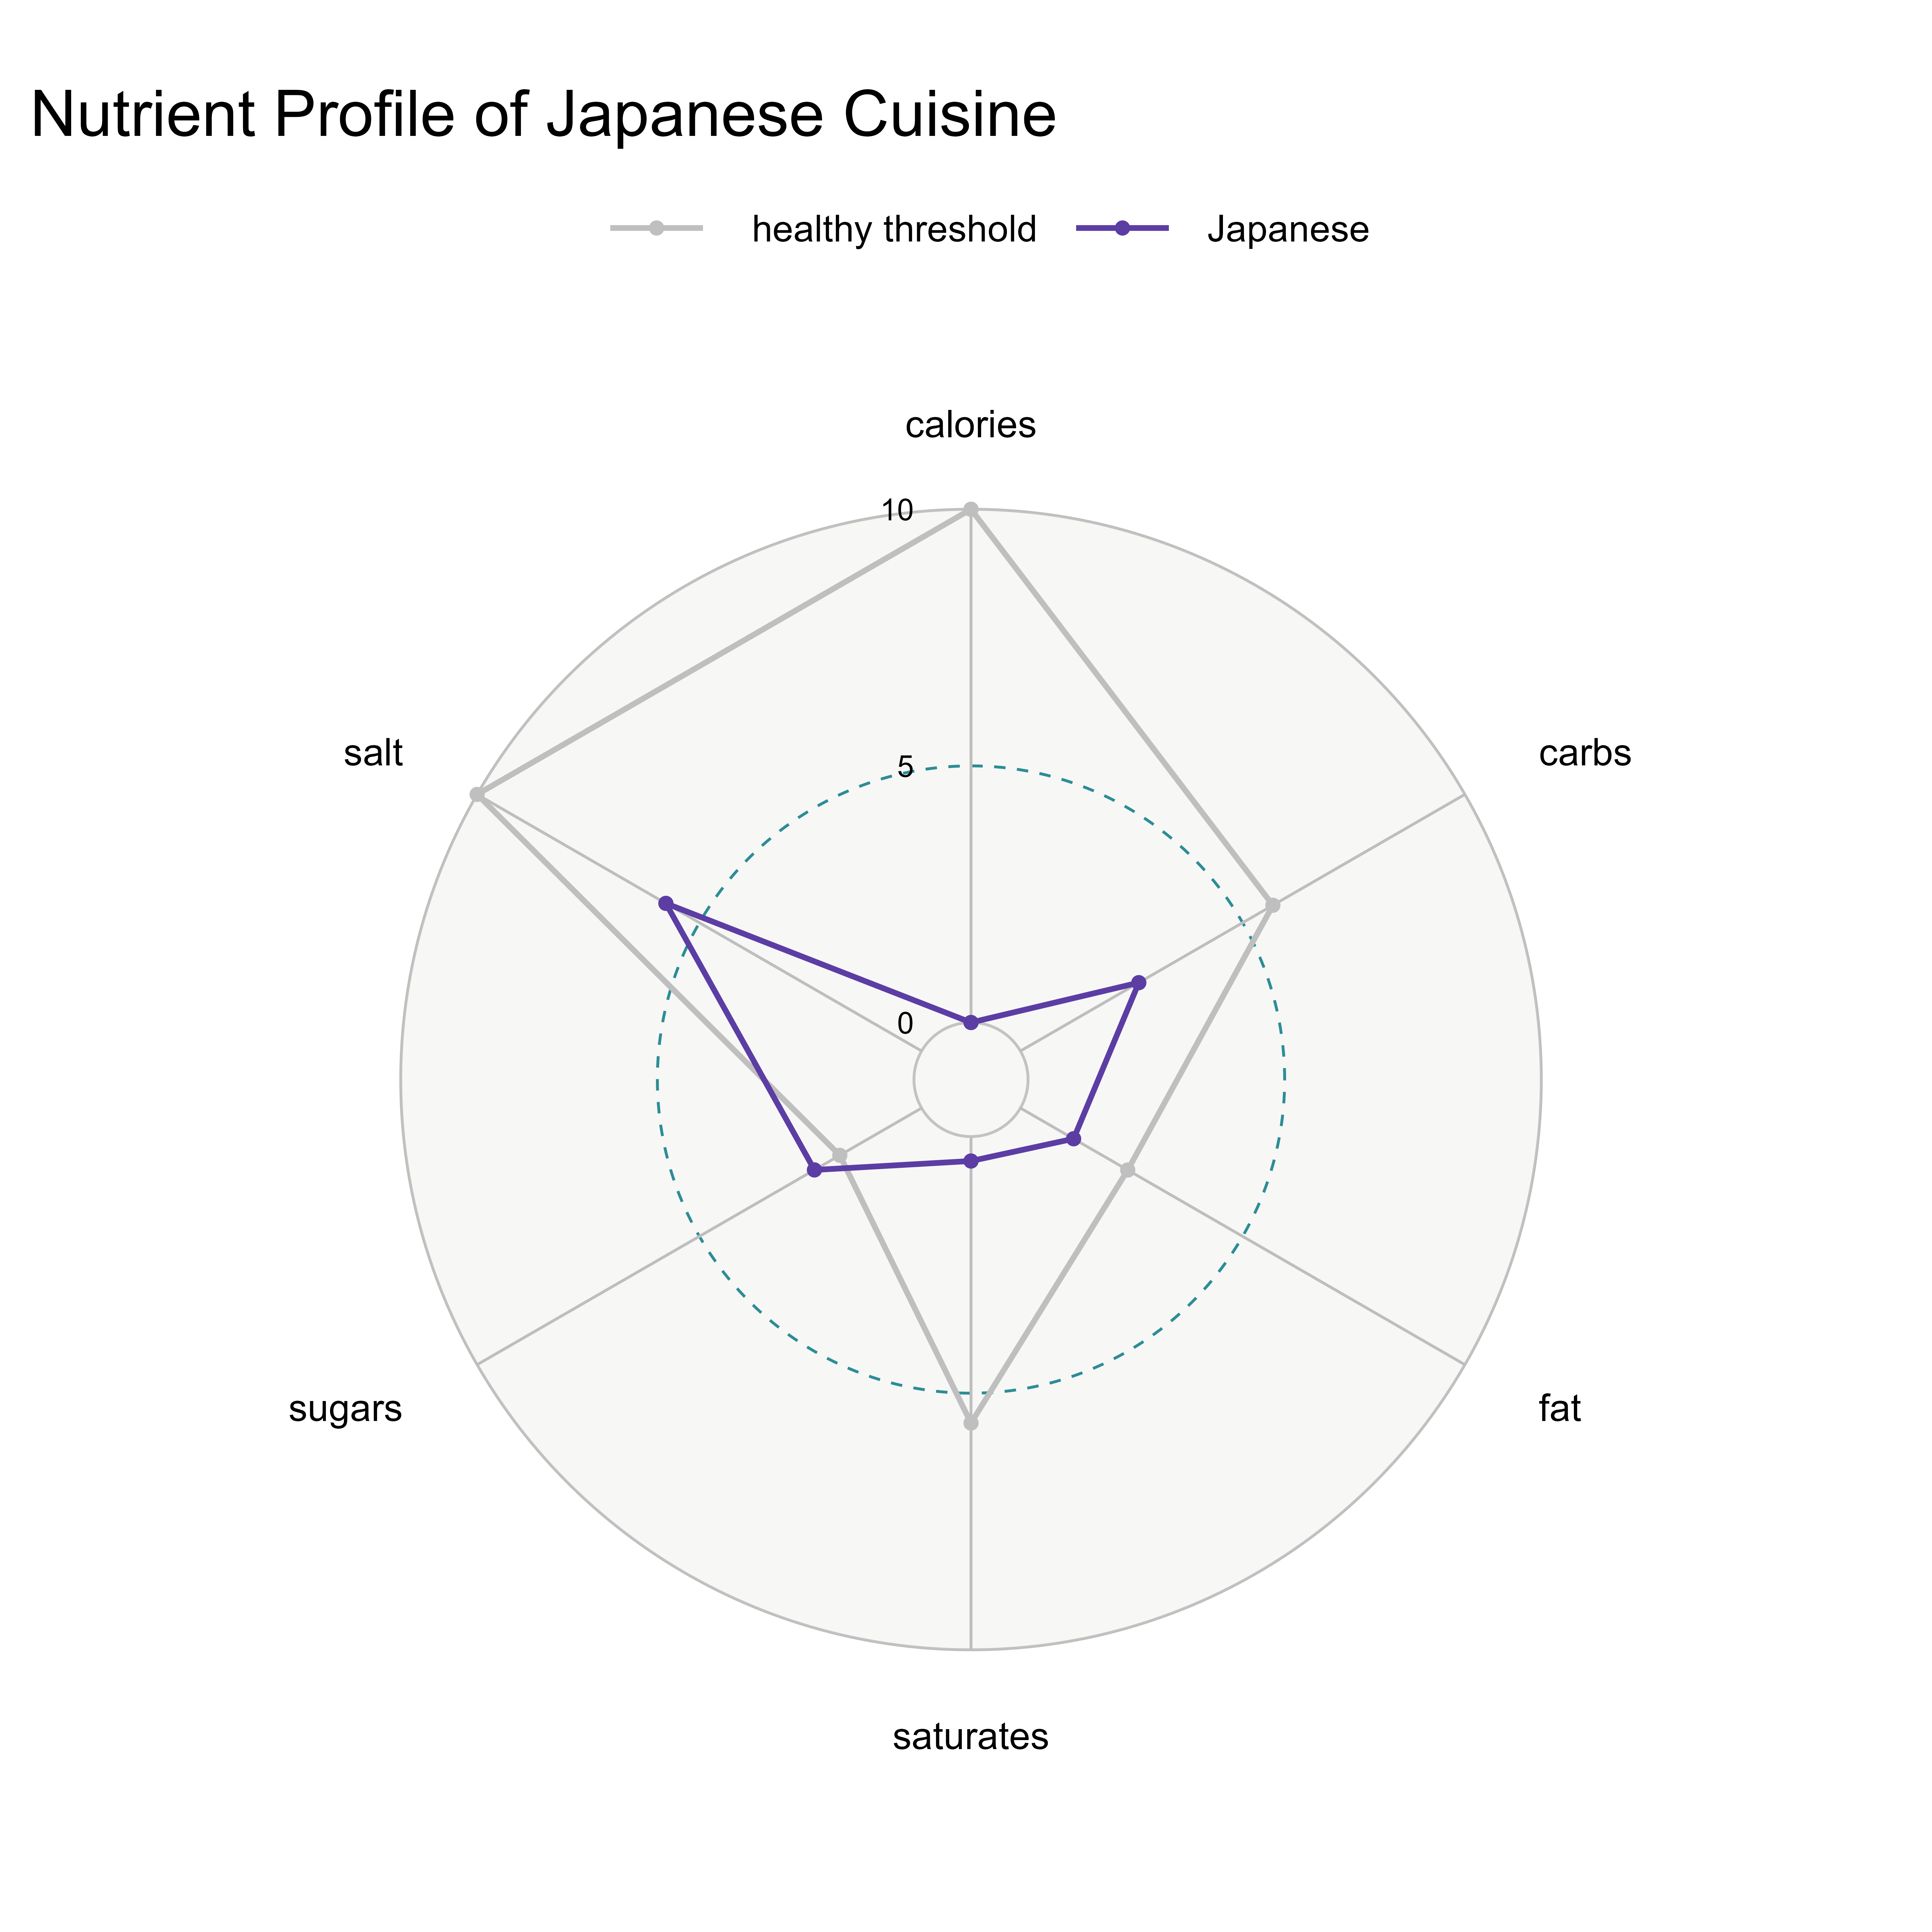 Nutrient Profile of Japanese Cuisine
healthy threshold Japanese
calories
10
salt
carbs
5
0
sugars
fat
saturates